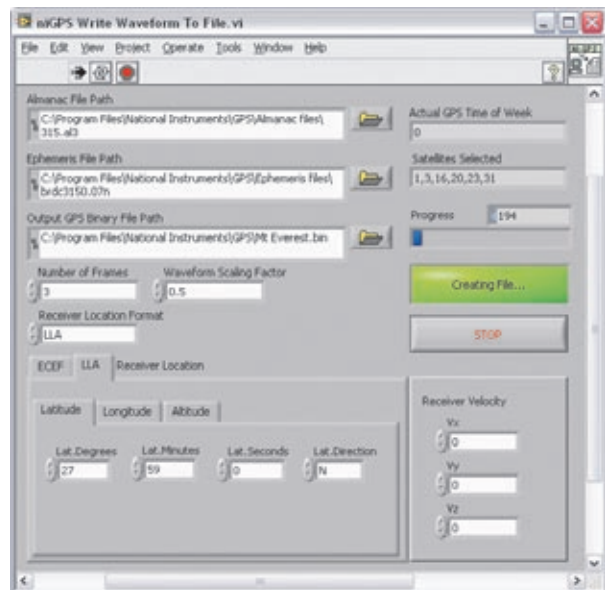 niGPS Write Waveform To File.vi
File Edit View Project Operate Tools Window Help
Almanac File Path
C:\Program Files\National Instruments\GPS\Almanac files\
315.al3
Actual GPS Time of Week
0
Ephemeris File Path
C:\Program Files\National Instruments\GPS\Ephemeris files\
brdc3150.07n
Satellites Selected
1,3,16,20,23,31
Output GPS Binary File Path
C:\Program Files\National Instruments\GPS\Mt Everest.bin
Progress 194
Number of Frames Waveform Scaling Factor
3 0.5
Creating File...
Receiver Location Format
LLA
STOP
ECEF LLA Receiver Location
Latitude Longitude Altitude
Lat.Degrees Lat.Minutes Lat.Seconds Lat.Direction
27 59 0 N
Receiver Velocity
Vx
0
Vy
0
Vz
0